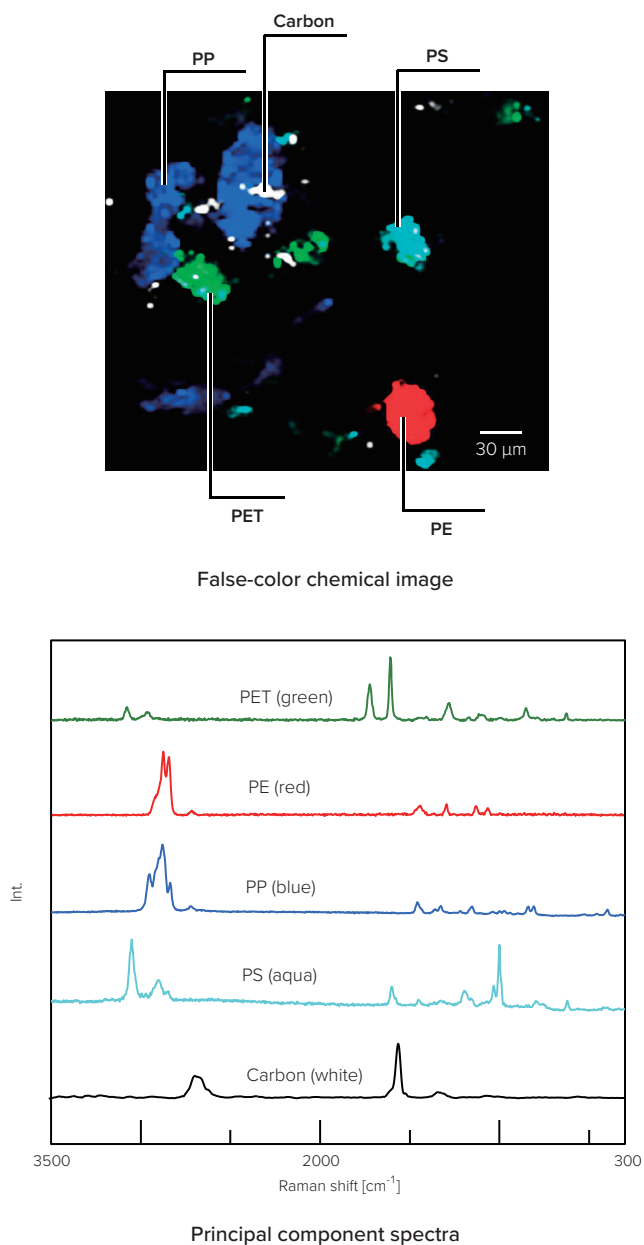 Carbon
PP
PS
30 μm
PET
PE
False-color chemical image
PET (green)
PE (red)
PP (blue)
Int.
PS (aqua)
Carbon (white)
3500
2000
300
Raman shift [cm⁻¹]
Principal component spectra